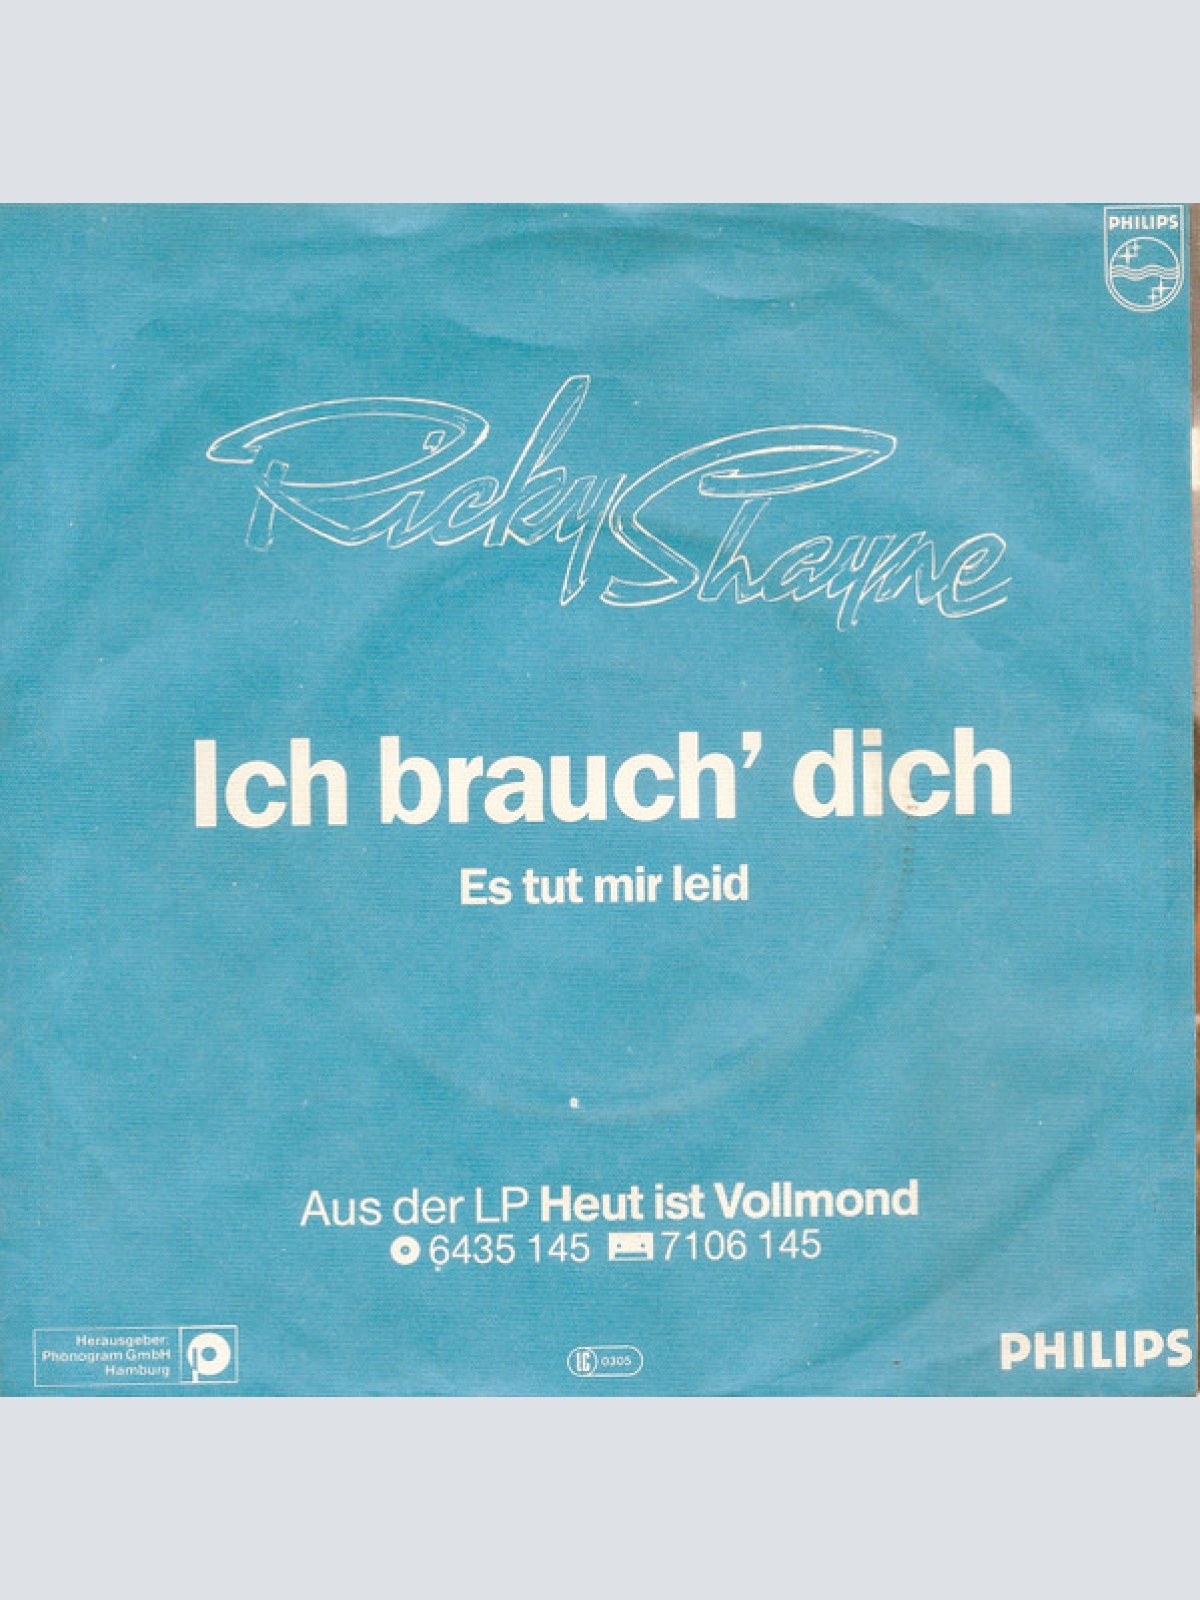 PHILIPS
Ricky Shayne
Ich brauch’ dich
Es tut mir leid
Aus der LP Heut ist Vollmond
6435 145 7106 145
Herausgeber:
Phonogram GmbH
Hamburg
p
LC 0305
PHILIPS